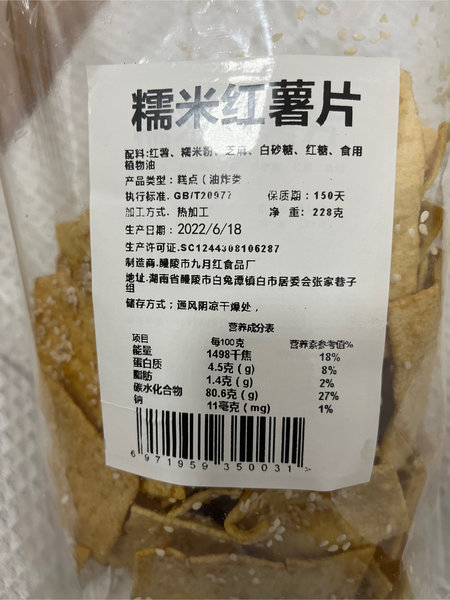 糯米红薯片
配料:红薯、糯米粉、芝麻、白砂糖、红糖、食用
植物油
产品类型: 糕点（油炸类
执行标准. GB/T20977 保质期: 150天
加工方式. 热加工 净 重: 228克
生产日期: 2022/6/18
生产许可证.SC1244308106287
制造商.醴陵市九月红食品厂
地址.湖南省醴陵市白兔潭镇白市居委会张家巷子
组
储存方式; 通风阴凉干燥处,
营养成分表
项目 每100克 营养素参考值%
能量 1498千焦 18%
蛋白质 4.5克 (g) 8%
脂肪 1.4克 (g) 2%
碳水化合物 80.6克 (g) 27%
钠 11毫克 (mg) 1%
6 971959 350031 >